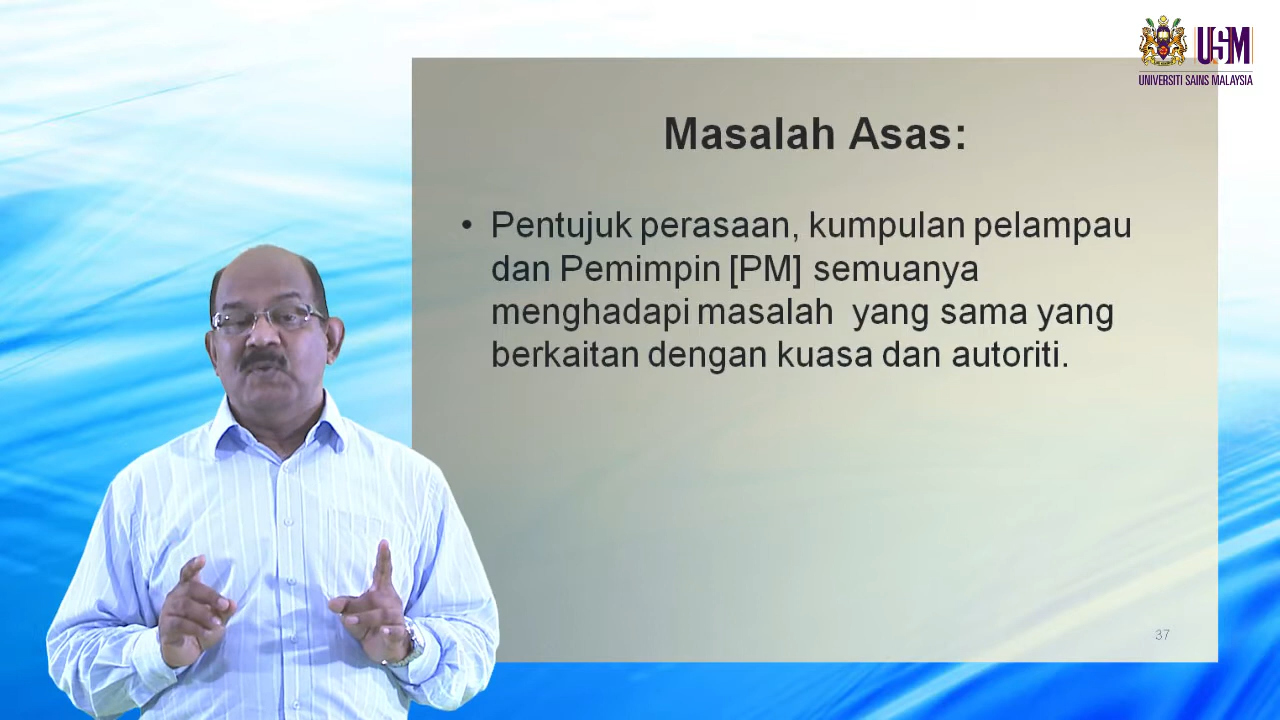 USM
UNIVERSITI SAINS MALAYSIA
Masalah Asas:
• Pentujuk perasaan, kumpulan pelampau
dan Pemimpin [PM] semuanya
menghadapi masalah yang sama yang
berkaitan dengan kuasa dan autoriti.
37